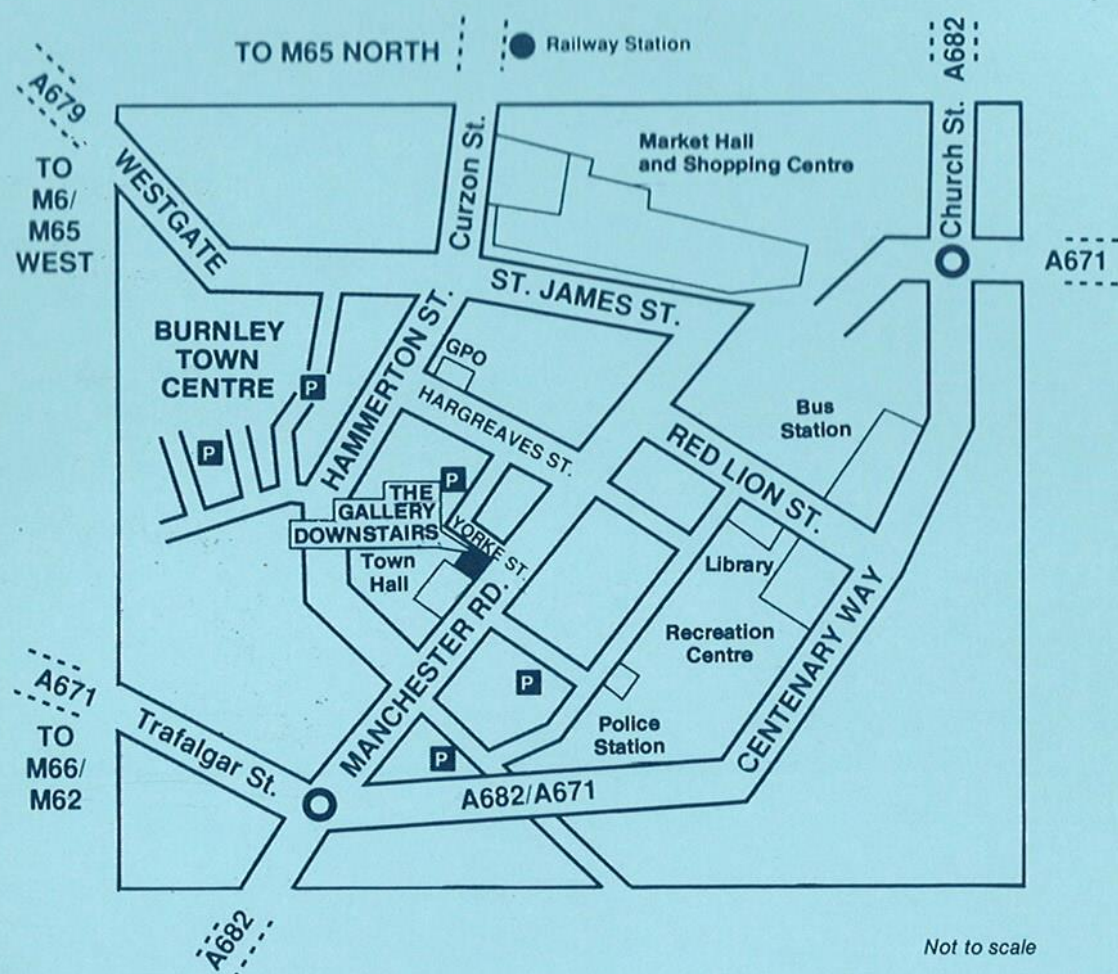 TO M65 NORTH
Railway Station
A682
A679
TO
M6/
M65
WEST
WESTGATE
Curzon St.
Market Hall
and Shopping Centre
Church St.
A671
ST. JAMES ST.
BURNLEY
TOWN
CENTRE
P
P
HAMMERTON ST.
GPO
HARGREAVES ST.
Bus
Station
RED LION ST.
P
THE
GALLERY
DOWNSTAIRS
YORKE ST.
Town
Hall
Library
MANCHESTER RD.
Recreation
Centre
CENTENARY WAY
P
Police
Station
P
A671
TO
M66/
M62
Trafalgar St.
A682/A671
A682
Not to scale